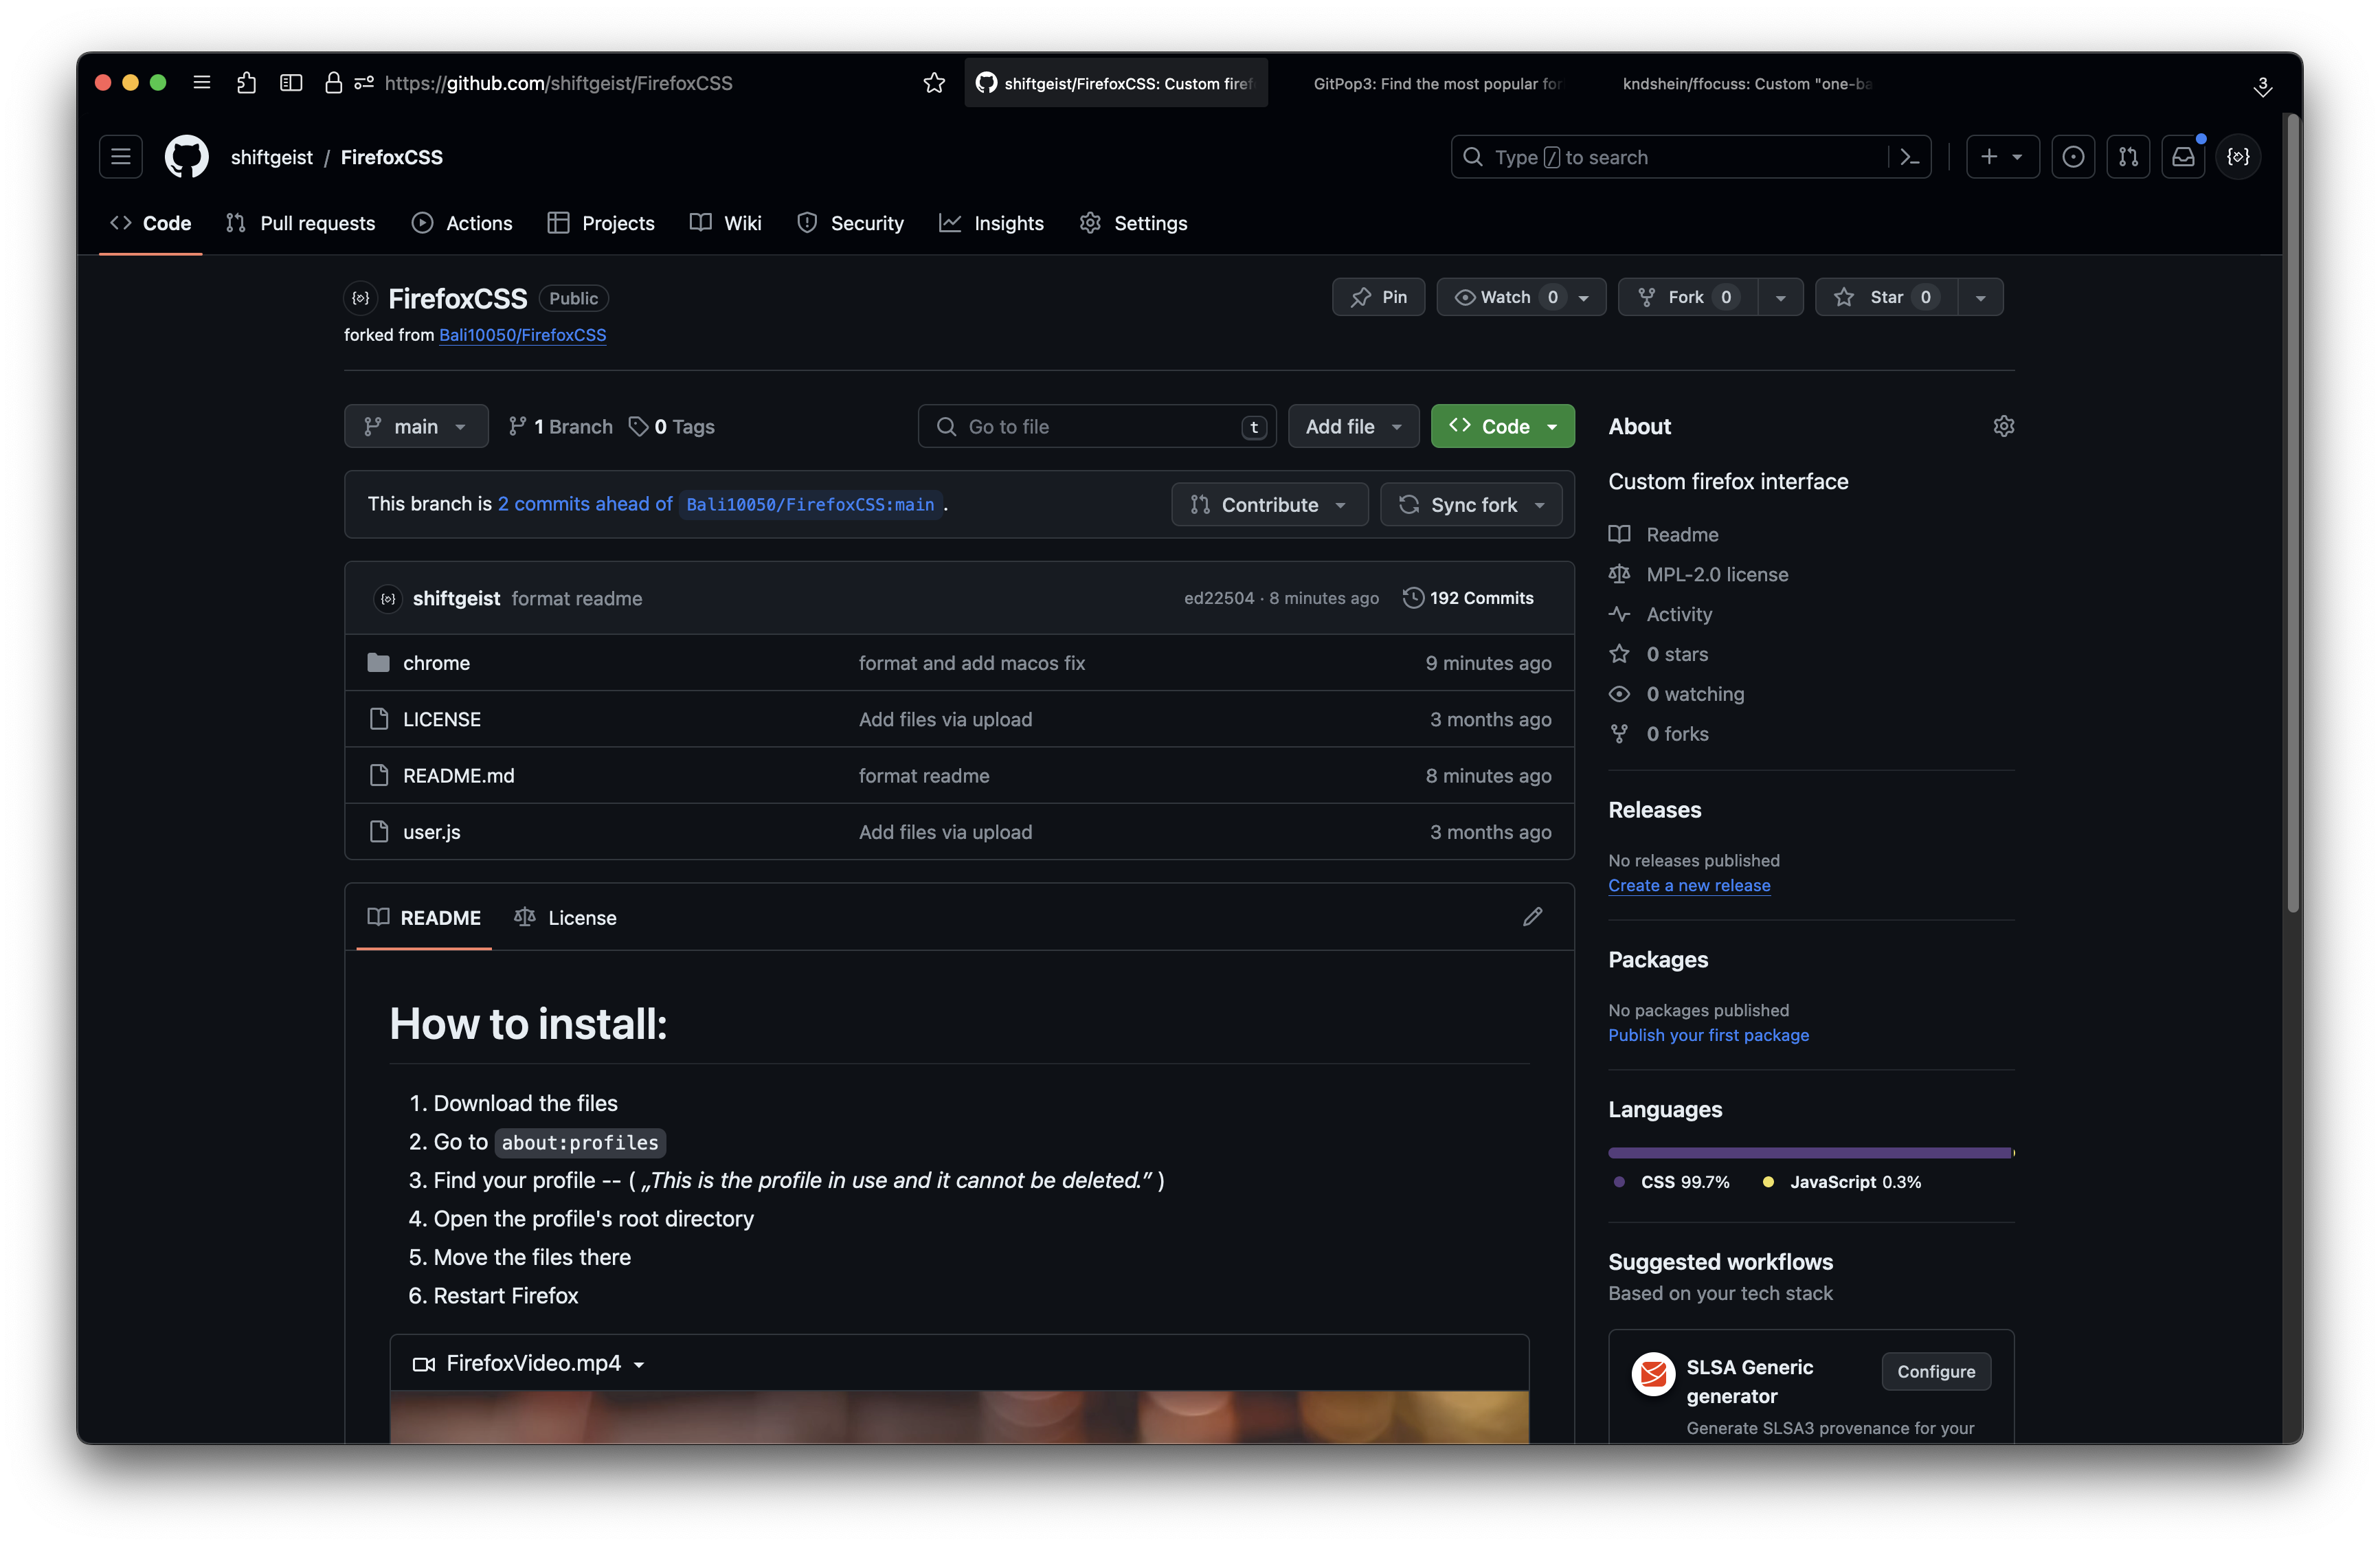 https://github.com/shiftgeist/FirefoxCSS
shiftgeist/FirefoxCSS: Custom firef
GitPop3: Find the most popular for
kndshein/ffocuss: Custom "one-ba
3
shiftgeist / FirefoxCSS
Type / to search
Code
Pull requests
Actions
Projects
Wiki
Security
Insights
Settings
FirefoxCSS Public
Pin
Watch 0
Fork 0
Star 0
forked from Bali10050/FirefoxCSS
main
1 Branch
0 Tags
Go to file t
Add file
Code
This branch is 2 commits ahead of Bali10050/FirefoxCSS:main .
Contribute
Sync fork
shiftgeist format readme ed22504 · 8 minutes ago 192 Commits
chrome format and add macos fix 9 minutes ago
LICENSE Add files via upload 3 months ago
README.md format readme 8 minutes ago
user.js Add files via upload 3 months ago
README
License
How to install:
1. Download the files
2. Go to about:profiles
3. Find your profile -- ( „This is the profile in use and it cannot be deleted.” )
4. Open the profile's root directory
5. Move the files there
6. Restart Firefox
FirefoxVideo.mp4
About
Custom firefox interface
Readme
MPL-2.0 license
Activity
0 stars
0 watching
0 forks
Releases
No releases published
Create a new release
Packages
No packages published
Publish your first package
Languages
CSS 99.7% JavaScript 0.3%
Suggested workflows
Based on your tech stack
SLSA Generic
generator
Configure
Generate SLSA3 provenance for your